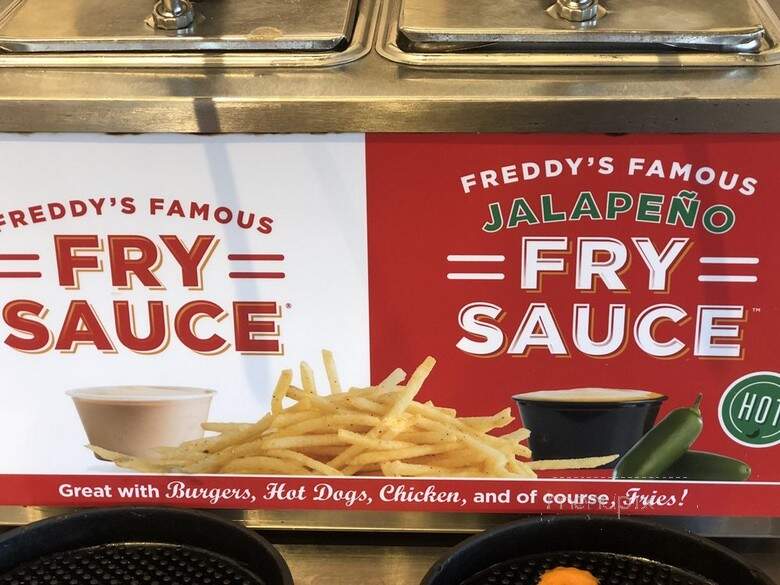 FREDDY'S FAMOUS
FRY
SAUCE®
FREDDY'S FAMOUS
JALAPEÑO
FRY
SAUCE™
HOT
Great with Burgers, Hot Dogs, Chicken, and of course, Fries!
menupix